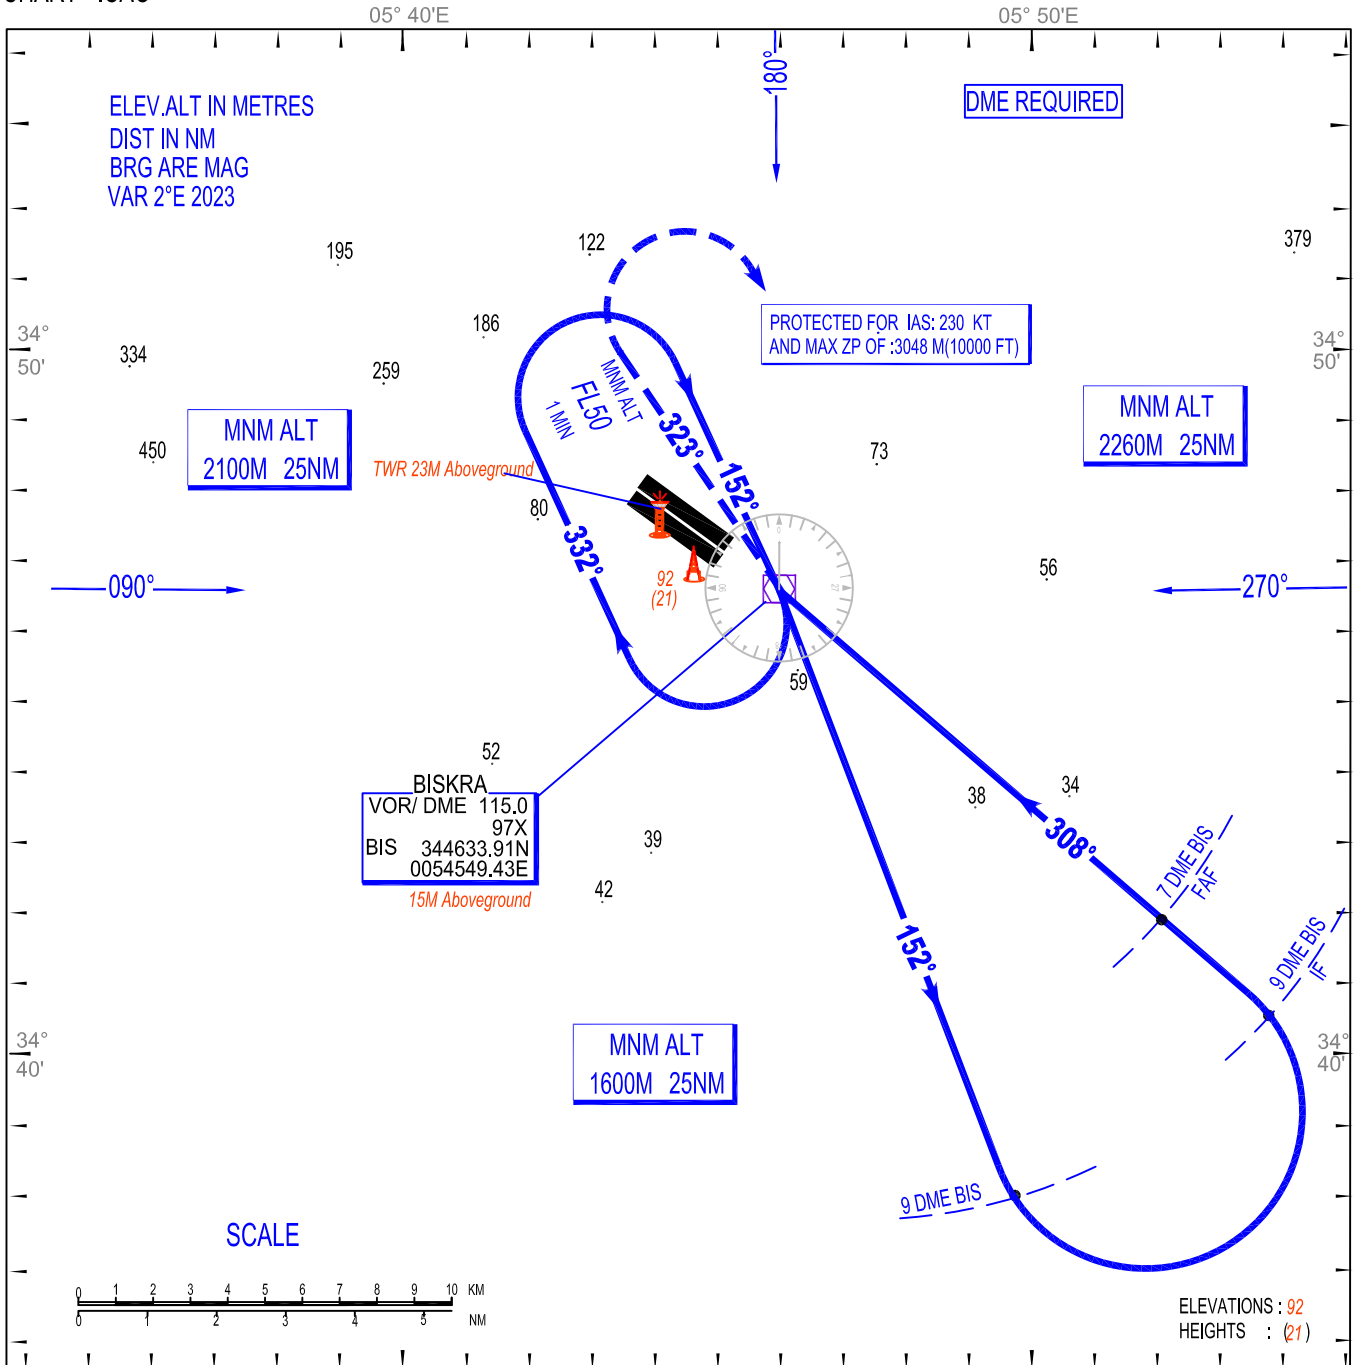 05° 40'E
05° 50'E
180°
ELEV.ALT IN METRES
DIST IN NM
BRG ARE MAG
VAR 2°E 2023
DME REQUIRED
195
122
379
186
334
259
34°
50'
34°
50'
PROTECTED FOR IAS: 230 KT
AND MAX ZP OF :3048 M(10000 FT)
MNM ALT
FL50
1 MIN
323°
152°
MNM ALT
2100M 25NM
MNM ALT
2260M 25NM
450
73
TWR 23M Aboveground
80
332°
92
(21)
56
090°
270°
59
52
BISKRA
VOR/ DME 115.0
97X
BIS 344633.91N
0054549.43E
15M Aboveground
39
42
38
34
308°
7 DME BIS
FAF
9 DME BIS
IF
152°
34°
40'
34°
40'
MNM ALT
1600M 25NM
9 DME BIS
SCALE
0 1 2 3 4 5 6 7 8 9 10 KM
0 1 2 3 4 5 NM
ELEVATIONS : 92
HEIGHTS : (21)